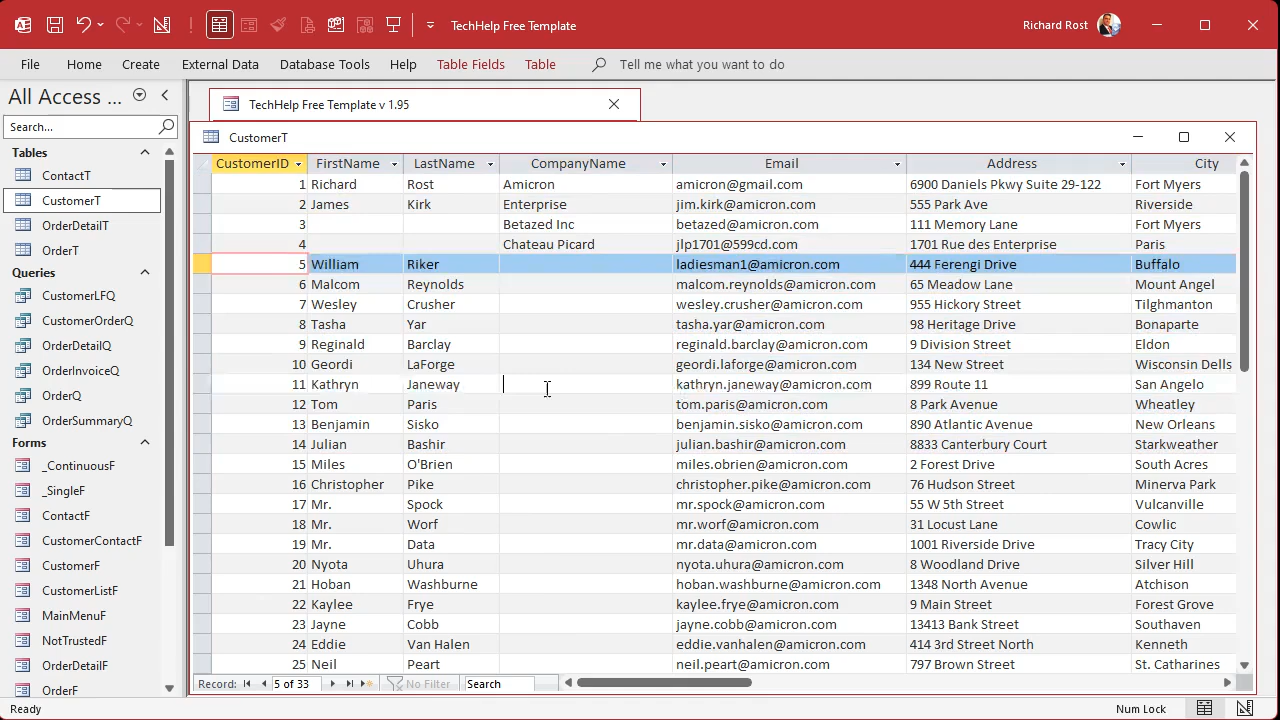 TechHelp Free Template
Richard Rost
File Home Create External Data Database Tools Help Table Fields Table Tell me what you want to do
All Access ...
Search...
Tables
ContactT
CustomerT
OrderDetailT
OrderT
Queries
CustomerLFQ
CustomerOrderQ
OrderDetailQ
OrderInvoiceQ
OrderQ
OrderSummaryQ
Forms
_ContinuousF
_SingleF
ContactF
CustomerContactF
CustomerF
CustomerListF
MainMenuF
NotTrustedF
OrderDetailF
OrderF
TechHelp Free Template v 1.95
CustomerT
CustomerID FirstName LastName CompanyName Email Address City
1 Richard Rost Amicron amicron@gmail.com 6900 Daniels Pkwy Suite 29-122 Fort Myers
2 James Kirk Enterprise jim.kirk@amicron.com 555 Park Ave Riverside
3 Betazed Inc betazed@amicron.com 111 Memory Lane Fort Myers
4 Chateau Picard jlp1701@599cd.com 1701 Rue des Enterprise Paris
5 William Riker ladiesman1@amicron.com 444 Ferengi Drive Buffalo
6 Malcom Reynolds malcom.reynolds@amicron.com 65 Meadow Lane Mount Angel
7 Wesley Crusher wesley.crusher@amicron.com 955 Hickory Street Tilghmanton
8 Tasha Yar tasha.yar@amicron.com 98 Heritage Drive Bonaparte
9 Reginald Barclay reginald.barclay@amicron.com 9 Division Street Eldon
10 Geordi LaForge geordi.laforge@amicron.com 134 New Street Wisconsin Dells
11 Kathryn Janeway kathryn.janeway@amicron.com 899 Route 11 San Angelo
12 Tom Paris tom.paris@amicron.com 8 Park Avenue Wheatley
13 Benjamin Sisko benjamin.sisko@amicron.com 890 Atlantic Avenue New Orleans
14 Julian Bashir julian.bashir@amicron.com 8833 Canterbury Court Starkweather
15 Miles O'Brien miles.obrien@amicron.com 2 Forest Drive South Acres
16 Christopher Pike christopher.pike@amicron.com 76 Hudson Street Minerva Park
17 Mr. Spock mr.spock@amicron.com 55 W 5th Street Vulcanville
18 Mr. Worf mr.worf@amicron.com 31 Locust Lane Cowlic
19 Mr. Data mr.data@amicron.com 1001 Riverside Drive Tracy City
20 Nyota Uhura nyota.uhura@amicron.com 8 Woodland Drive Silver Hill
21 Hoban Washburne hoban.washburne@amicron.com 1348 North Avenue Atchison
22 Kaylee Frye kaylee.frye@amicron.com 9 Main Street Forest Grove
23 Jayne Cobb jayne.cobb@amicron.com 13413 Bank Street Southaven
24 Eddie Van Halen eddie.vanhalen@amicron.com 414 3rd Street North Kenneth
25 Neil Peart neil.peart@amicron.com 797 Brown Street St. Catharines
Record: 5 of 33 No Filter Search
Ready Num Lock